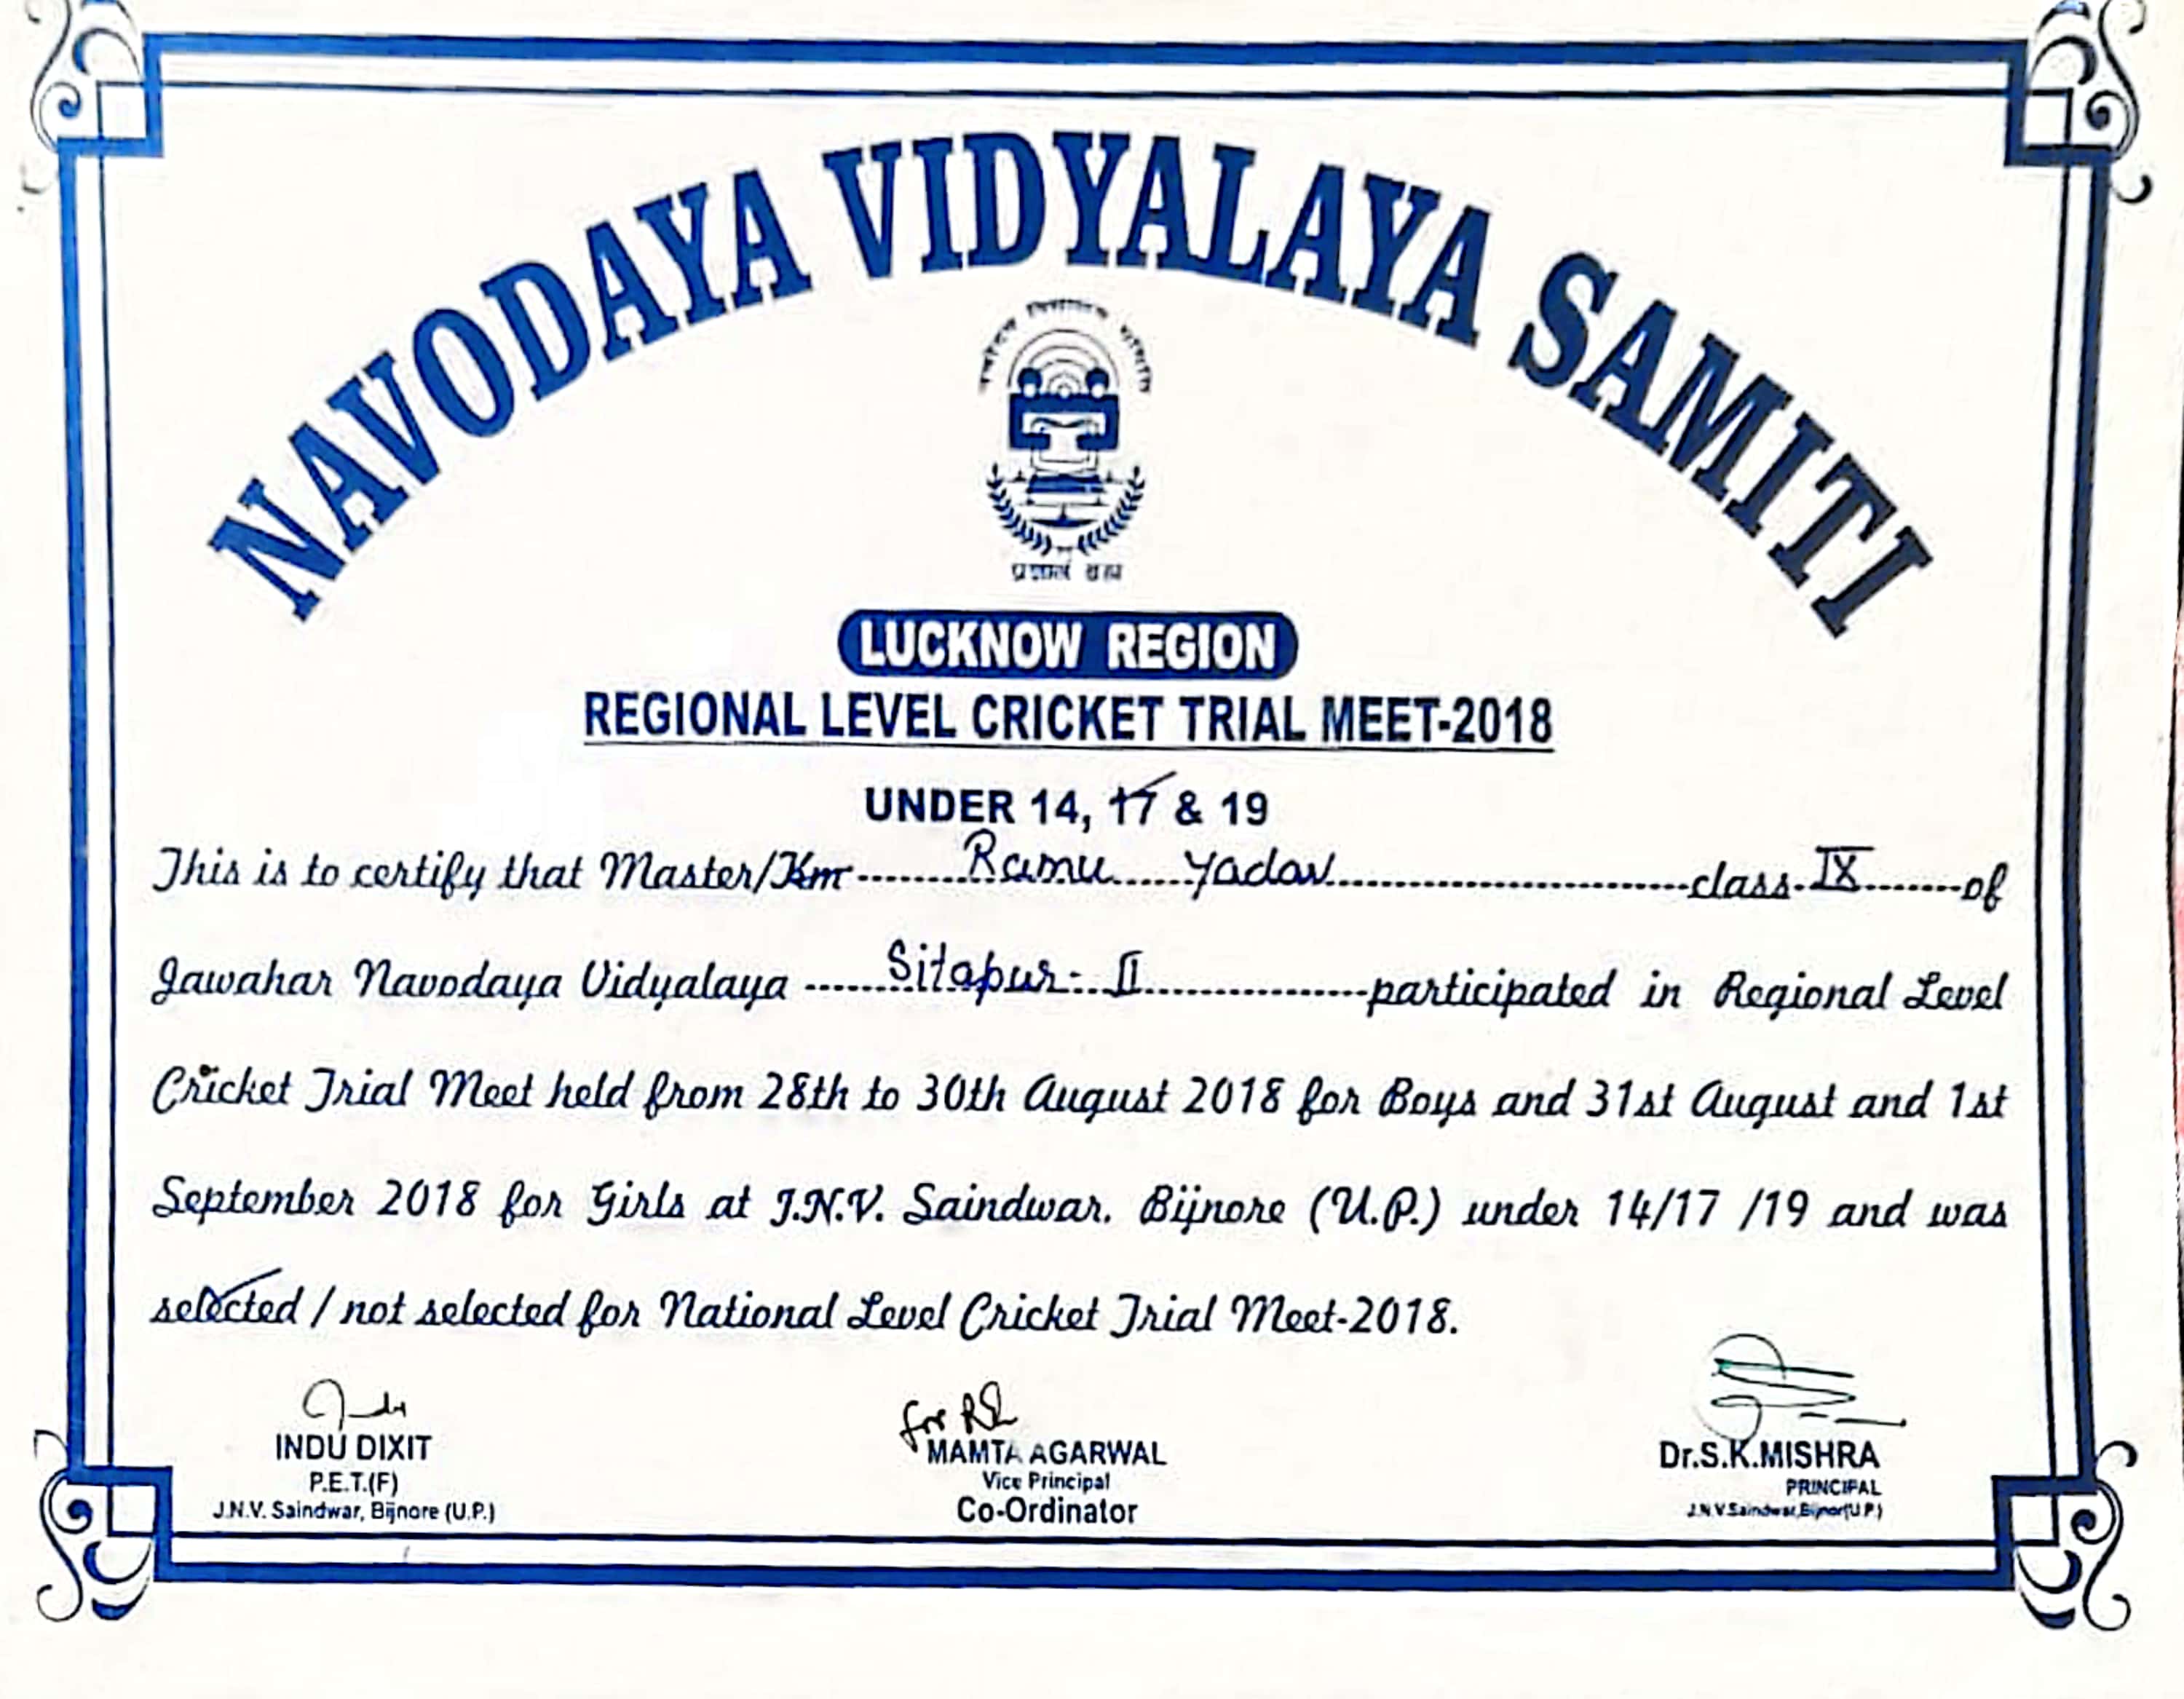 NAVODAYA VIDYALAYA SAMITI
LUCKNOW REGION
REGIONAL LEVEL CRICKET TRIAL MEET-2018
UNDER 14, 17 & 19
This is to certify that Master/Km Ramu Yadav class IX of
Jawahar Navodaya Vidyalaya Sitapur-II participated in Regional Level
Cricket Trial Meet held from 28th to 30th August 2018 for Boys and 31st August and 1st
September 2018 for Girls at J.N.V. Saindwar. Bijnore (U.P.) under 14/17 /19 and was
selected / not selected for National Level Cricket Trial Meet-2018.
for
INDU DIXIT
P.E.T.(F)
J.N.V. Saindwar, Bijnore (U.P.)
MAMTA AGARWAL
Vice Principal
Co-Ordinator
Dr.S.K.MISHRA
PRINCIPAL
J.N.V.Saindwar,Bijnor(U.P.)